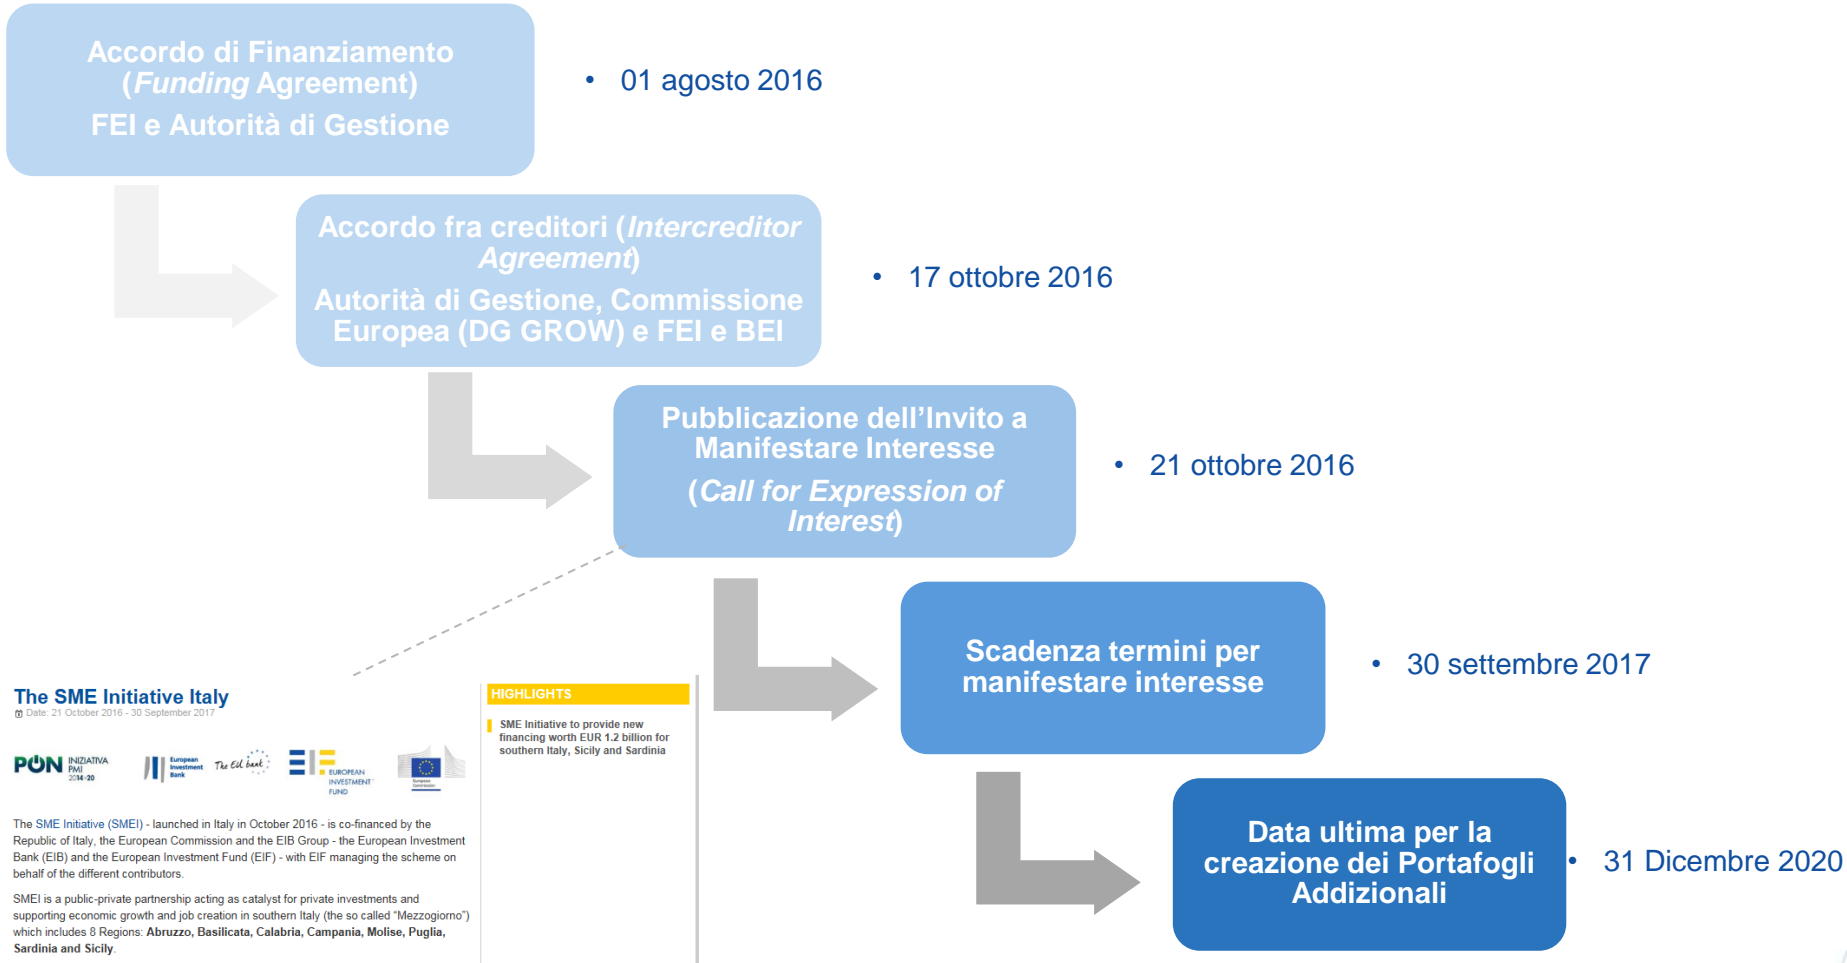 Accordo di Finanziamento
(Funding Agreement)
FEI e Autorità di Gestione
• 01 agosto 2016
Accordo fra creditori (Intercreditor
Agreement)
Autorità di Gestione, Commissione
Europea (DG GROW) e FEI e BEI
• 17 ottobre 2016
Pubblicazione dell’Invito a
Manifestare Interesse
(Call for Expression of
Interest)
• 21 ottobre 2016
Scadenza termini per
manifestare interesse
• 30 settembre 2017
Data ultima per la
creazione dei Portafogli
Addizionali
• 31 Dicembre 2020
The SME Initiative Italy
Date: 21 October 2016 - 30 September 2017
PON INIZIATIVA
PMI
2014-20
European
Investment
Bank
The EU bank
EIF EUROPEAN
INVESTMENT
FUND
European
Commission
The SME Initiative (SMEI) - launched in Italy in October 2016 - is co-financed by the
Republic of Italy, the European Commission and the EIB Group - the European Investment
Bank (EIB) and the European Investment Fund (EIF) - with EIF managing the scheme on
behalf of the different contributors.
SMEI is a public-private partnership acting as catalyst for private investments and
supporting economic growth and job creation in southern Italy (the so called “Mezzogiorno”)
which includes 8 Regions: Abruzzo, Basilicata, Calabria, Campania, Molise, Puglia,
Sardinia and Sicily.
HIGHLIGHTS
SME Initiative to provide new
financing worth EUR 1.2 billion for
southern Italy, Sicily and Sardinia